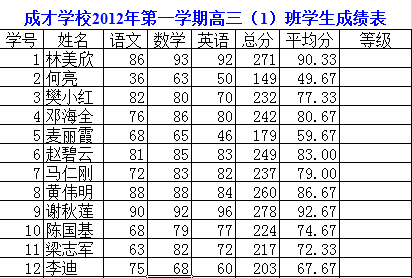 成才学校2012年第一学期高三（1）班学生成绩表
学号 姓名 语文 数学 英语 总分 平均分 等级
1 林美欣 86 93 92 271 90.33
2 何亮 36 63 50 149 49.67
3 樊小红 82 80 70 232 77.33
4 邓海全 76 86 80 242 80.67
5 麦丽霞 68 65 46 179 59.67
6 赵碧云 81 85 83 249 83.00
7 马仁刚 72 83 82 237 79.00
8 黄伟明 88 88 84 260 86.67
9 谢秋莲 90 92 96 278 92.67
10 陈国基 68 79 77 224 74.67
11 梁志军 63 82 72 217 72.33
12 李迪 75 68 60 203 67.67